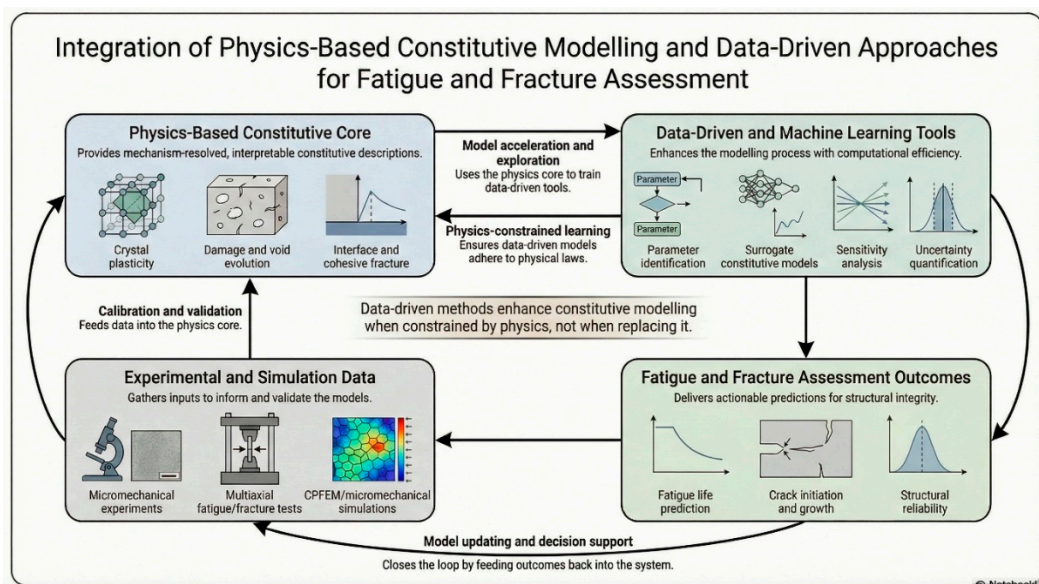 Integration of Physics-Based Constitutive Modelling and Data-Driven Approaches
for Fatigue and Fracture Assessment
Physics-Based Constitutive Core
Provides mechanism-resolved, interpretable constitutive descriptions.
Crystal
plasticity
Damage and void
evolution
Interface and
cohesive fracture
Model acceleration and
exploration
Uses the physics core to train
data-driven tools.
Physics-constrained learning
Ensures data-driven models
adhere to physical laws.
Data-Driven and Machine Learning Tools
Enhances the modelling process with computational efficiency.
Parameter
Parameter
Parameter
identification
Surrogate
constitutive models
Sensitivity
analysis
Uncertainty
quantification
Calibration and validation
Feeds data into the physics core.
Data-driven methods enhance constitutive modelling
when constrained by physics, not when replacing it.
Experimental and Simulation Data
Gathers inputs to inform and validate the models.
Micromechanical
experiments
Multiaxial
fatigue/fracture tests
CPFEM/micromechanical
simulations
Fatigue and Fracture Assessment Outcomes
Delivers actionable predictions for structural integrity.
Fatigue life
prediction
Crack initiation
and growth
Structural
reliability
Model updating and decision support
Closes the loop by feeding outcomes back into the system.